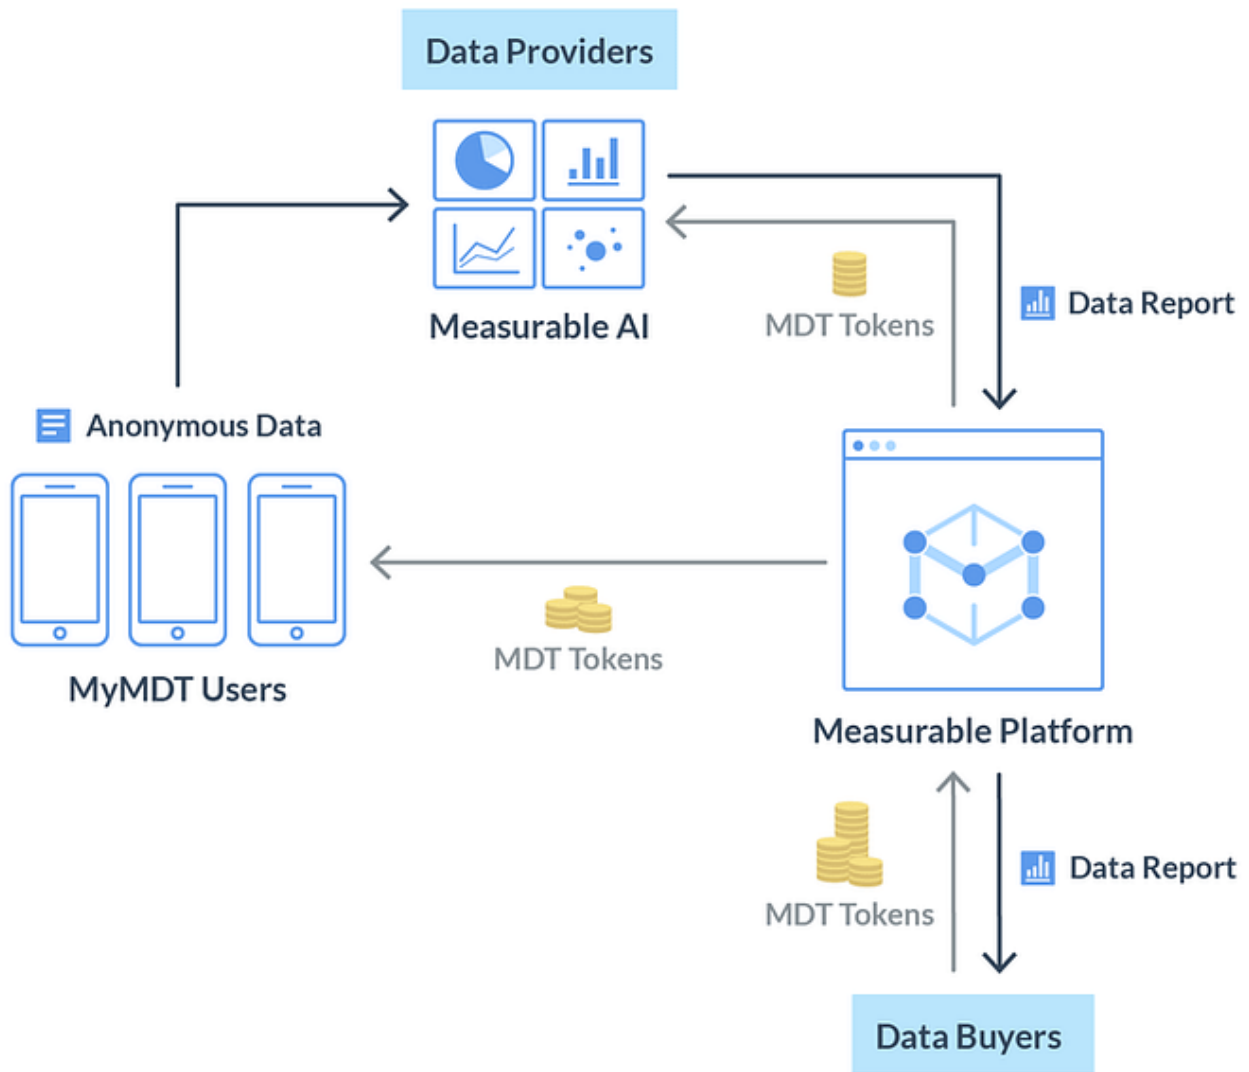 Data Providers
Measurable AI
MDT Tokens
Data Report
Anonymous Data
MyMDT Users
MDT Tokens
Measurable Platform
MDT Tokens
Data Report
Data Buyers